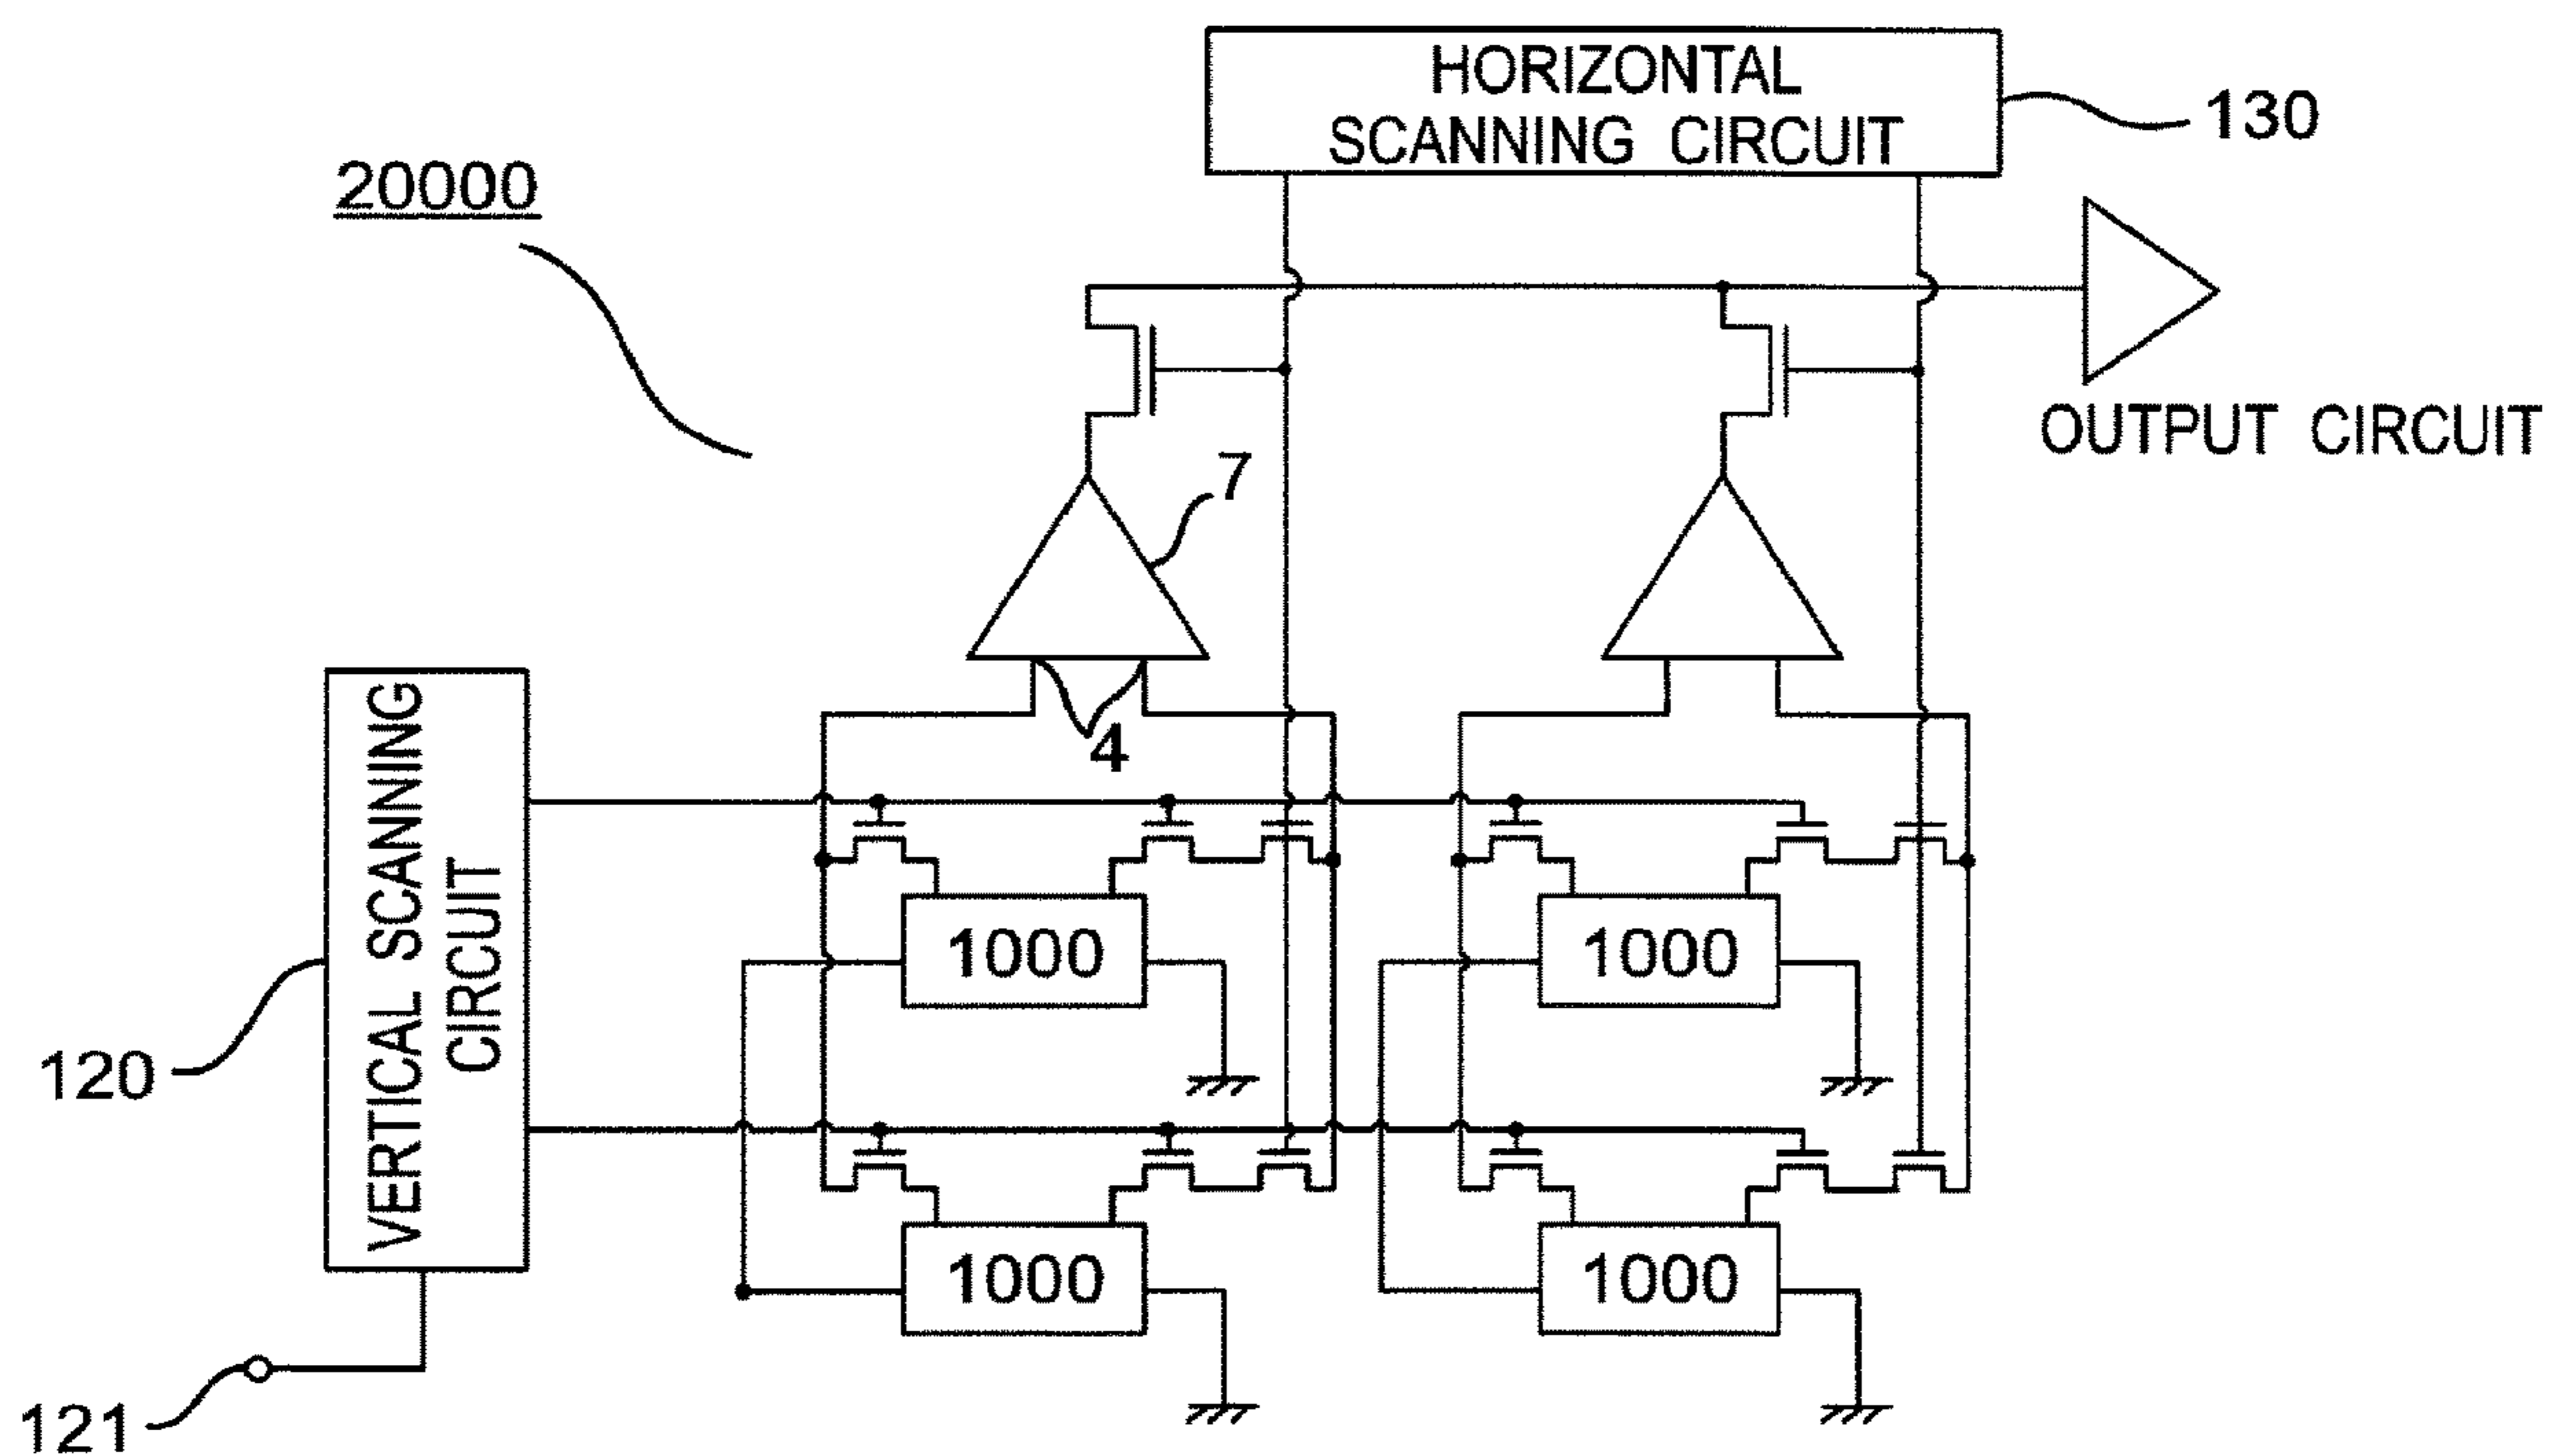 HORIZONTAL
SCANNING CIRCUIT
130
20000
OUTPUT CIRCUIT
7
4
VERTICAL SCANNING
CIRCUIT
1000
1000
120
1000
1000
121